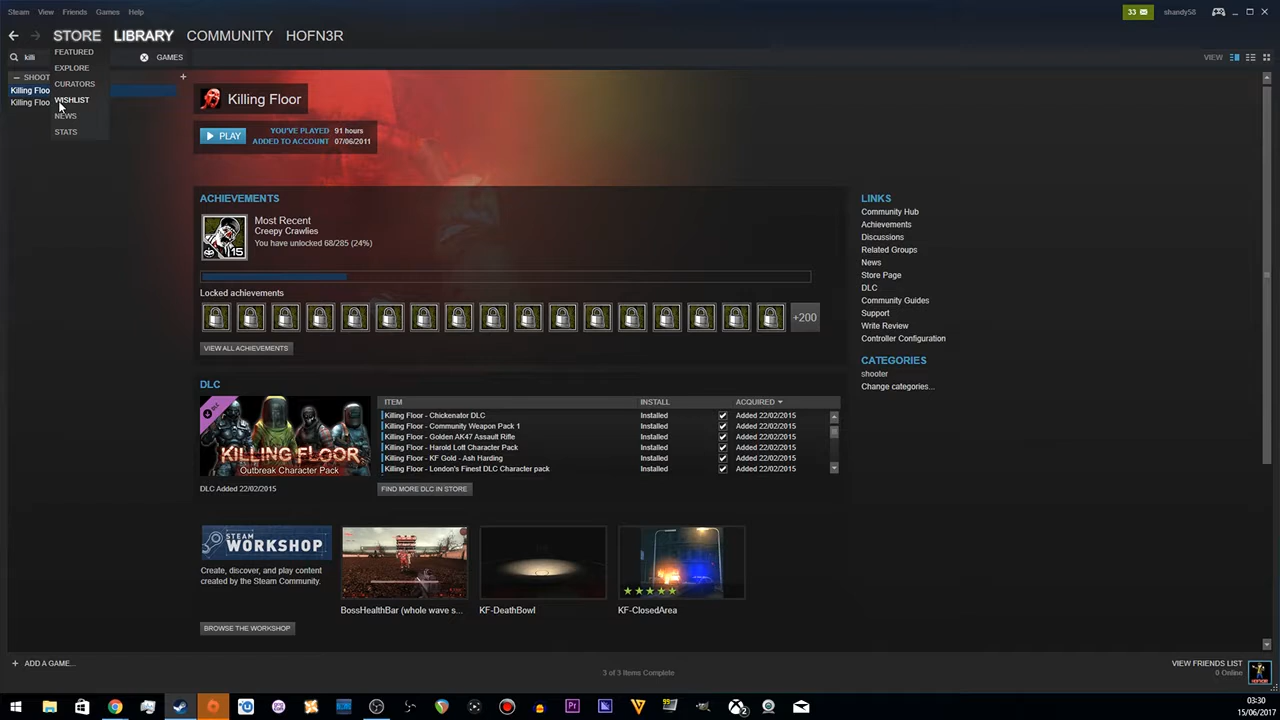 Steam View Friends Games Help
33
shandy58
STORE LIBRARY COMMUNITY HOFN3R
FEATURED
EXPLORE
CURATORS
WISHLIST
NEWS
STATS
killi
GAMES
VIEW
SHOOT
Killing Floo
Killing Floo
Killing Floor
PLAY
YOU'VE PLAYED 91 hours
ADDED TO ACCOUNT 07/06/2011
ACHIEVEMENTS
Most Recent
Creepy Crawlies
You have unlocked 68/285 (24%)
15
Locked achievements
+200
VIEW ALL ACHIEVEMENTS
LINKS
Community Hub
Achievements
Discussions
Related Groups
News
Store Page
DLC
Community Guides
Support
Write Review
Controller Configuration
CATEGORIES
shooter
Change categories...
DLC
KILLING FLOOR
Outbreak Character Pack
DLC Added 22/02/2015
ITEM INSTALL ACQUIRED
Killing Floor - Chickenator DLC Installed Added 22/02/2015
Killing Floor - Community Weapon Pack 1 Installed Added 22/02/2015
Killing Floor - Golden AK47 Assault Rifle Installed Added 22/02/2015
Killing Floor - Harold Lott Character Pack Installed Added 22/02/2015
Killing Floor - KF Gold - Ash Harding Installed Added 22/02/2015
Killing Floor - London's Finest DLC Character pack Installed Added 22/02/2015
FIND MORE DLC IN STORE
STEAM WORKSHOP
Create, discover, and play content
created by the Steam Community.
BROWSE THE WORKSHOP
BossHealthBar (whole wave s...
KF-DeathBowl
KF-ClosedArea
+ ADD A GAME...
3 of 3 Items Complete
VIEW FRIENDS LIST
0 Online
03:30
15/06/2017